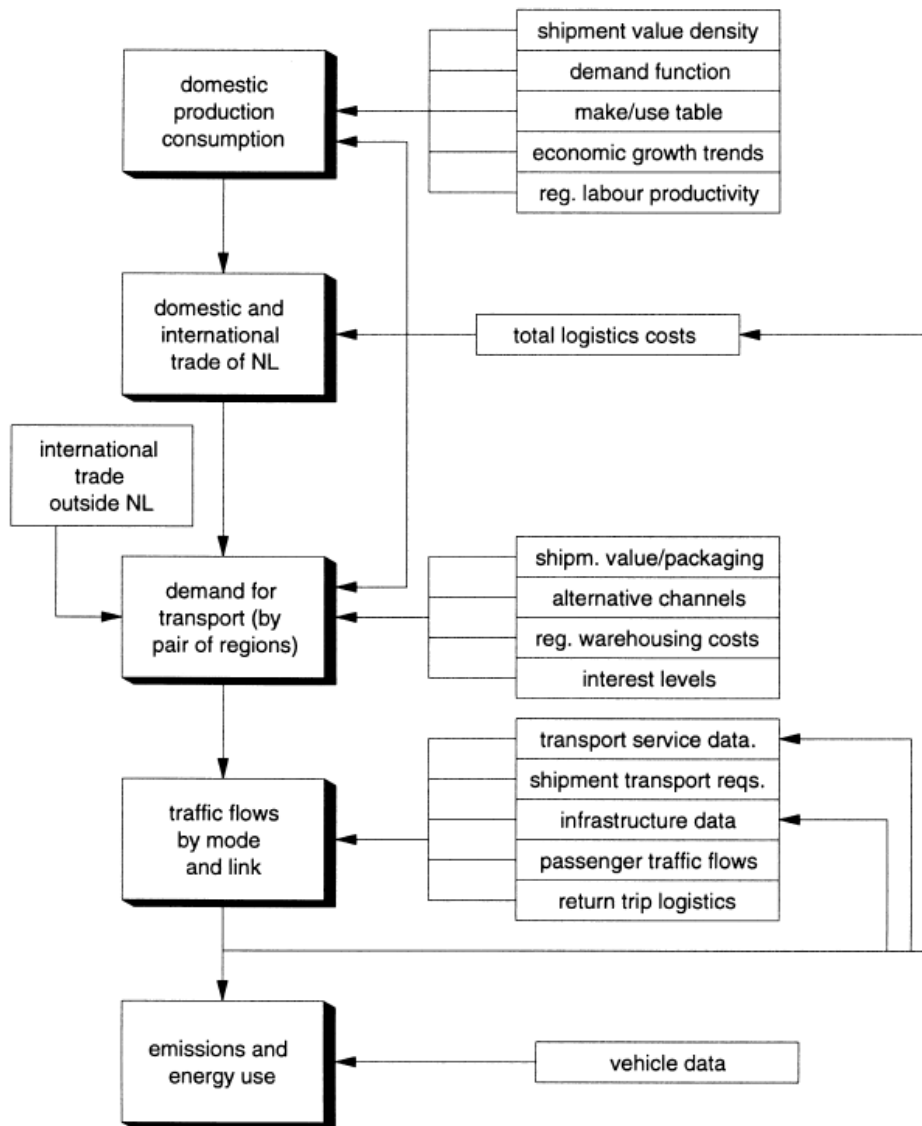 domestic
production
consumption
shipment value density
demand function
make/use table
economic growth trends
reg. labour productivity
domestic and
international
trade of NL
total logistics costs
international
trade
outside NL
demand for
transport (by
pair of regions)
shipm. value/packaging
alternative channels
reg. warehousing costs
interest levels
traffic flows
by mode
and link
transport service data.
shipment transport reqs.
infrastructure data
passenger traffic flows
return trip logistics
emissions and
energy use
vehicle data